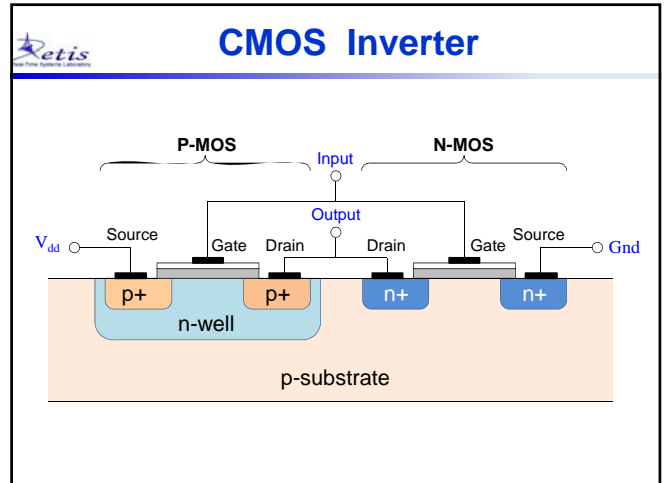 CMOS Inverter
Retis
Real-Time Systems Laboratory
P-MOS
N-MOS
Input
Output
Vdd
Source
Gate
Drain
Drain
Gate
Source
Gnd
p+
p+
n+
n+
n-well
p-substrate